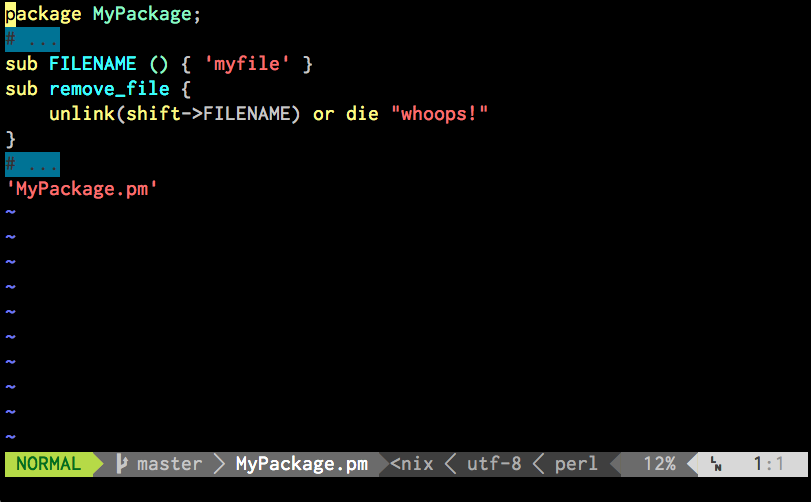 package MyPackage;
# ...
sub FILENAME () { 'myfile' }
sub remove_file {
    unlink(shift->FILENAME) or die "whoops!"
}
# ...
'MyPackage.pm'
~
~
~
~
~
~
~
~
~
~
NORMAL master MyPackage.pm <nix utf-8 perl 12% LN 1:1